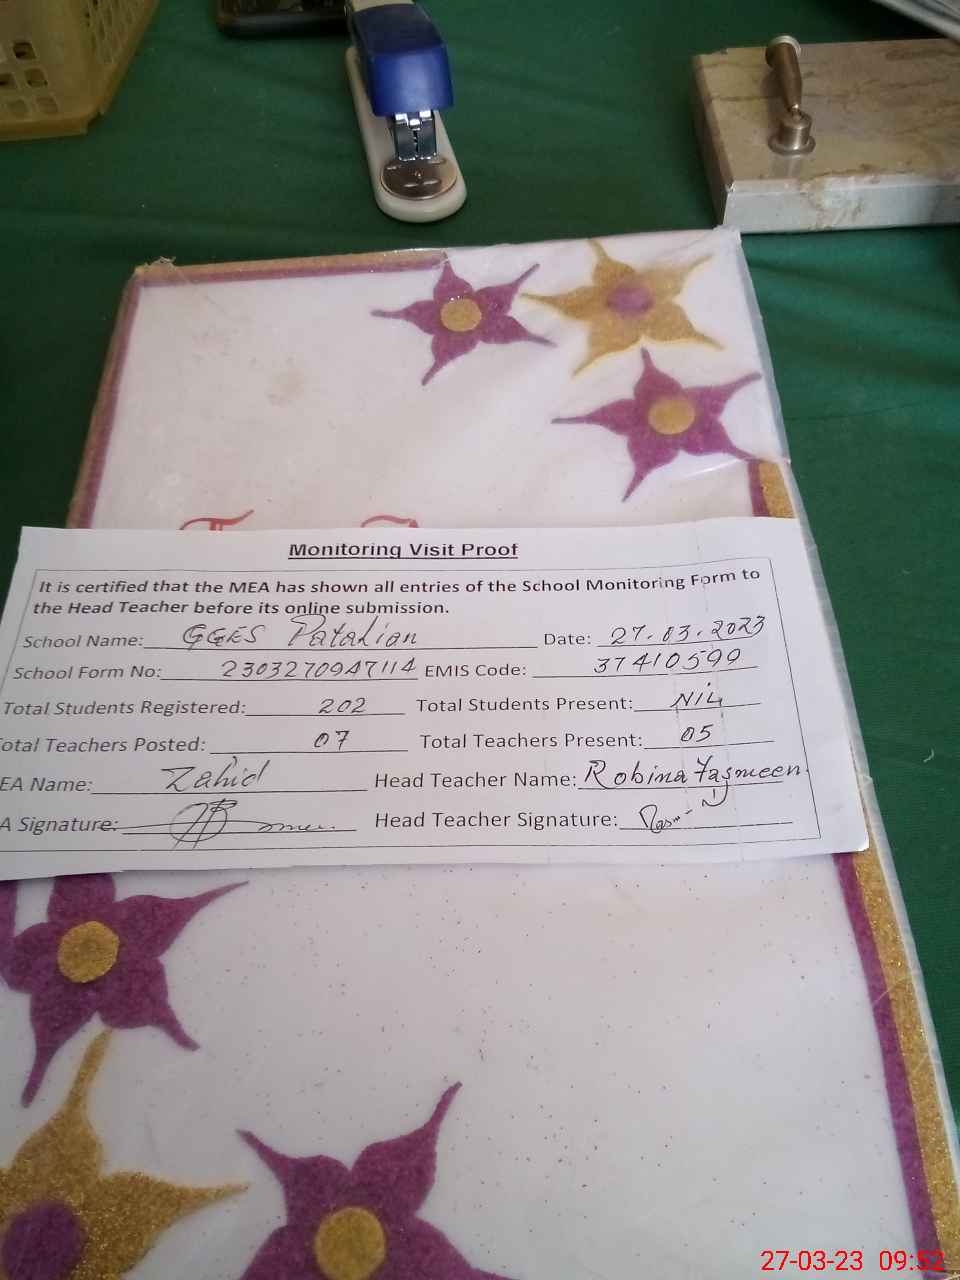 Monitoring Visit Proof
It is certified that the MEA has shown all entries of the School Monitoring Form to
the Head Teacher before its online submission.
School Name: GGES Patalian Date: 27.03.2023
School Form No: 2303270947114 EMIS Code: 37410599
Total Students Registered: 202 Total Students Present: Nil
otal Teachers Posted: 07 Total Teachers Present: 05
EA Name: Zahid Head Teacher Name: Robina Yasmeen
A Signature: Head Teacher Signature:
27-03-23 09:52